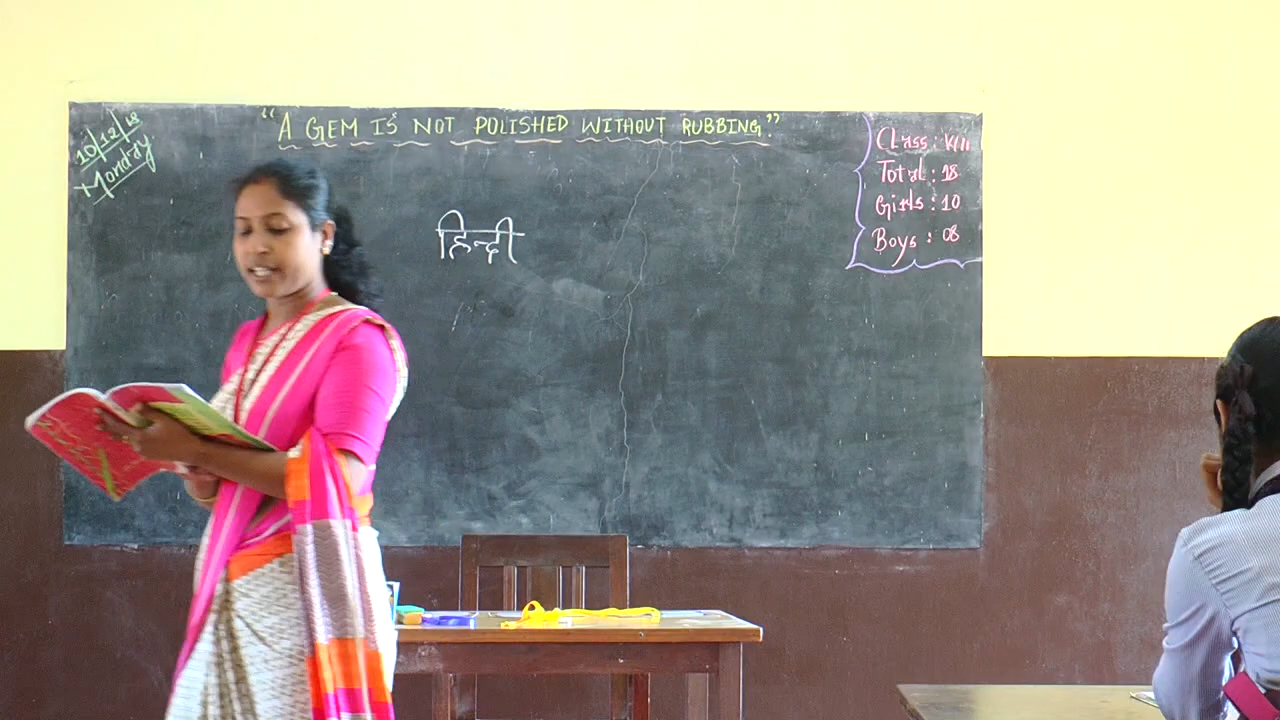 10/12/18
Monday
"A GEM IS NOT POLISHED WITHOUT RUBBING."
हिन्दी
Class: VIII
Total: 18
Girls: 10
Boys: 08